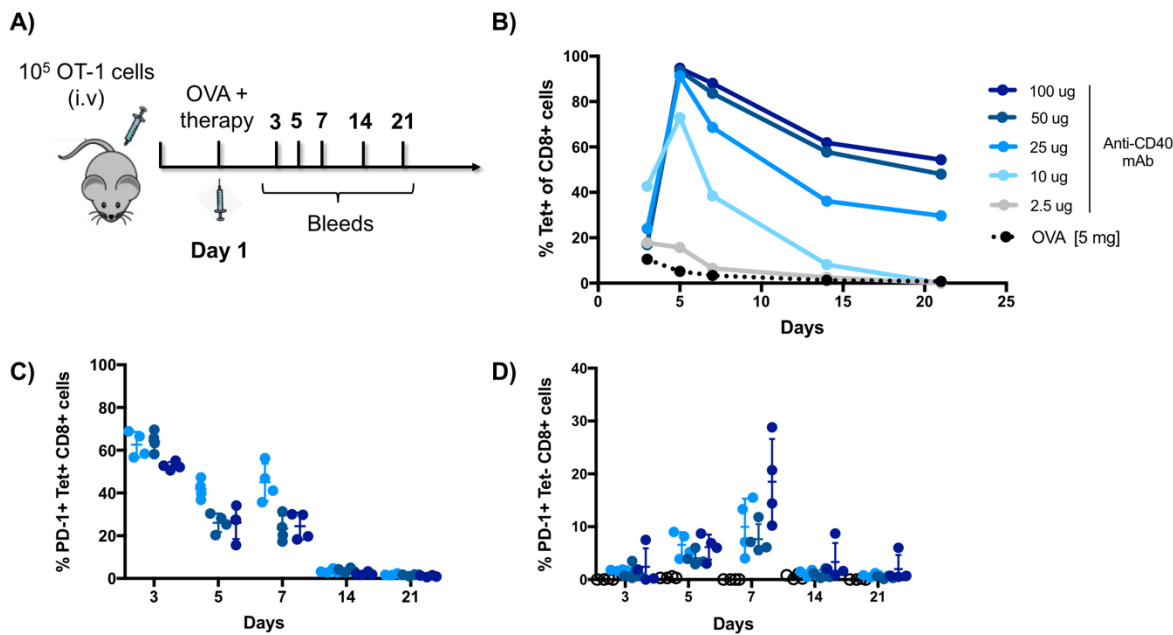 A)
10⁵ OT-1 cells
(i.v)
OVA +
therapy
3 5 7 14 21
Day 1
Bleeds
B)
% Tet+ of CD8+ cells
100
80
60
40
20
0
0 5 10 15 20 25
Days
100 ug
50 ug
25 ug
10 ug
2.5 ug
OVA [5 mg]
Anti-CD40
mAb
C)
% PD-1+ Tet+ CD8+ cells
100
80
60
40
20
0
3 5 7 14 21
Days
D)
% PD-1+ Tet- CD8+ cells
40
30
20
10
0
3 5 7 14 21
Days